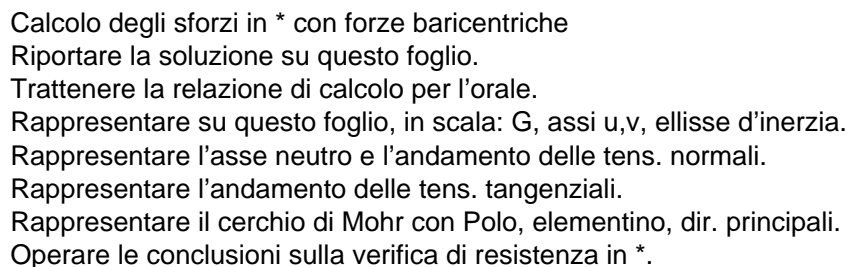 Calcolo degli sforzi in * con forze baricentriche
Riportare la soluzione su questo foglio.
Trattenere la relazione di calcolo per l'orale.
Rappresentare su questo foglio, in scala: G, assi u,v, ellisse d'inerzia.
Rappresentare l'asse neutro e l'andamento delle tens. normali.
Rappresentare l'andamento delle tens. tangenziali.
Rappresentare il cerchio di Mohr con Polo, elementino, dir. principali.
Operare le conclusioni sulla verifica di resistenza in *.